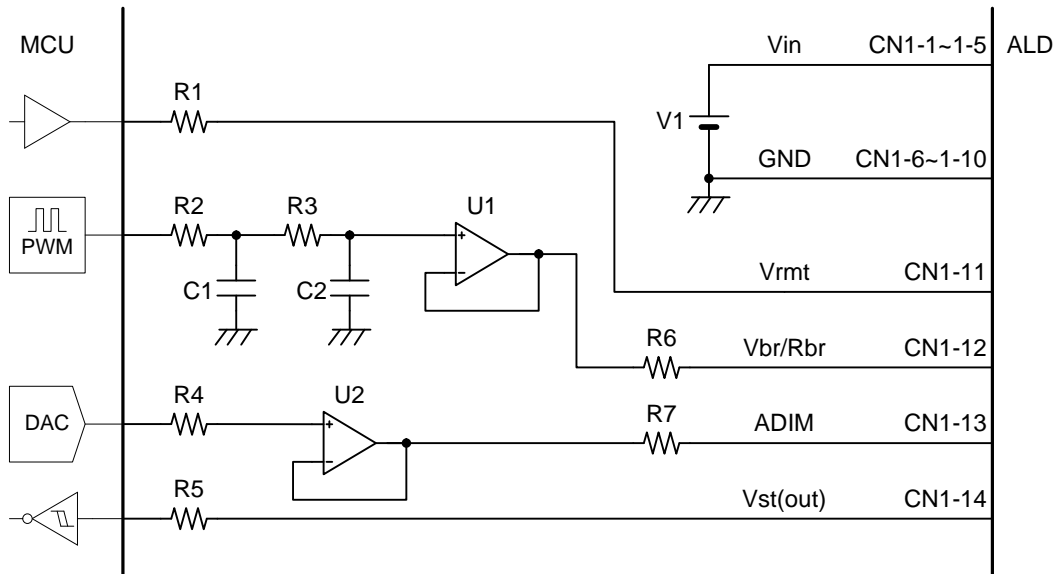 MCU
Vin CN1-1~1-5 ALD
R1
V1
GND CN1-6~1-10
R2 R3 U1
PWM
C1 C2
Vrmt CN1-11
R6 Vbr/Rbr CN1-12
R4 U2
DAC
R7 ADIM CN1-13
R5
Vst(out) CN1-14